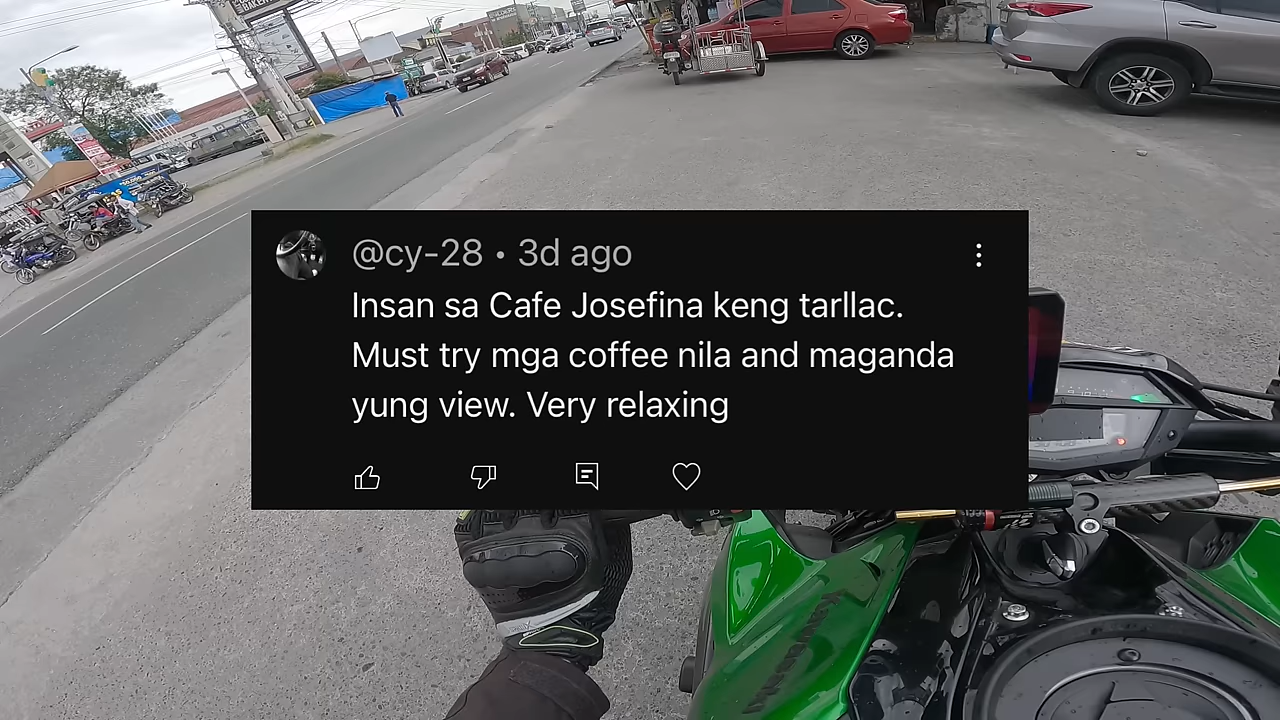 @cy-28 • 3d ago
Insan sa Cafe Josefina keng tarllac.
Must try mga coffee nila and maganda
yung view. Very relaxing
Kawasaki